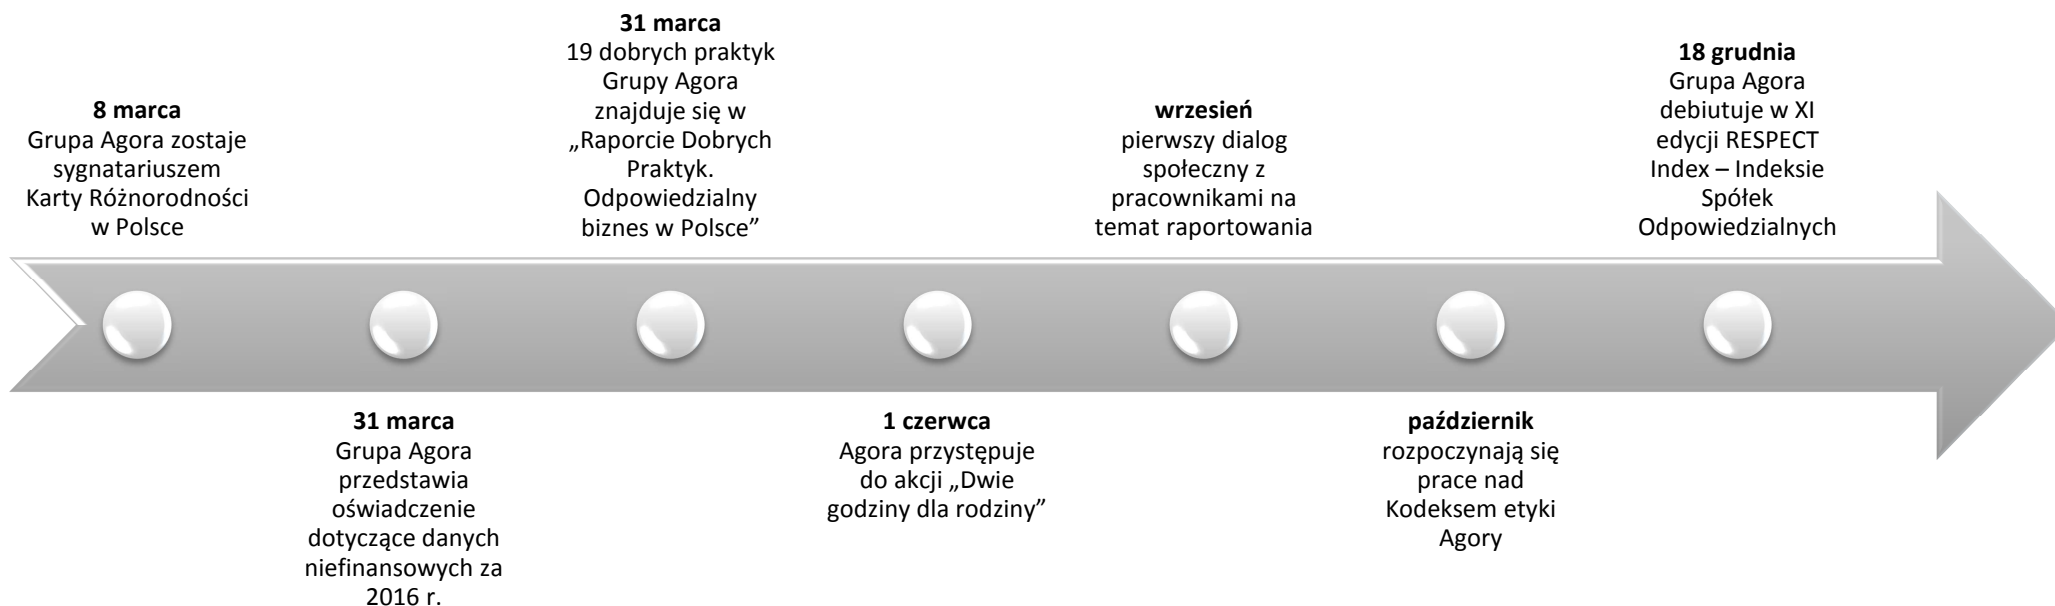 8 marca
Grupa Agora zostaje
sygnatariuszem
Karty Różnorodności
w Polsce
31 marca
Grupa Agora
przedstawia
oświadczenie
dotyczące danych
niefinansowych za
2016 r.
31 marca
19 dobrych praktyk
Grupy Agora
znajduje się w
„Raporcie Dobrych
Praktyk.
Odpowiedzialny
biznes w Polsce”
1 czerwca
Agora przystępuje
do akcji „Dwie
godziny dla rodziny”
wrzesień
pierwszy dialog
społeczny z
pracownikami na
temat raportowania
październik
rozpoczynają się
prace nad
Kodeksem etyki
Agory
18 grudnia
Grupa Agora
debiutuje w XI
edycji RESPECT
Index – Indeksie
Spółek
Odpowiedzialnych